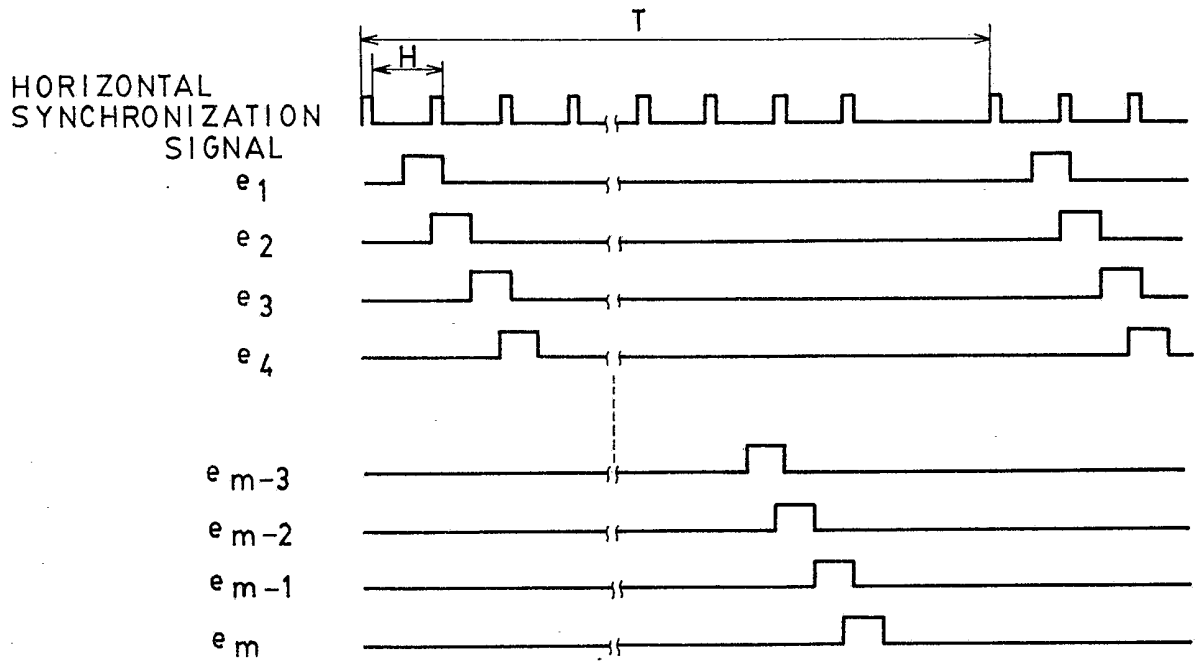 T
H
HORIZONTAL
SYNCHRONIZATION
SIGNAL
e1
e2
e3
e4
em-3
em-2
em-1
em